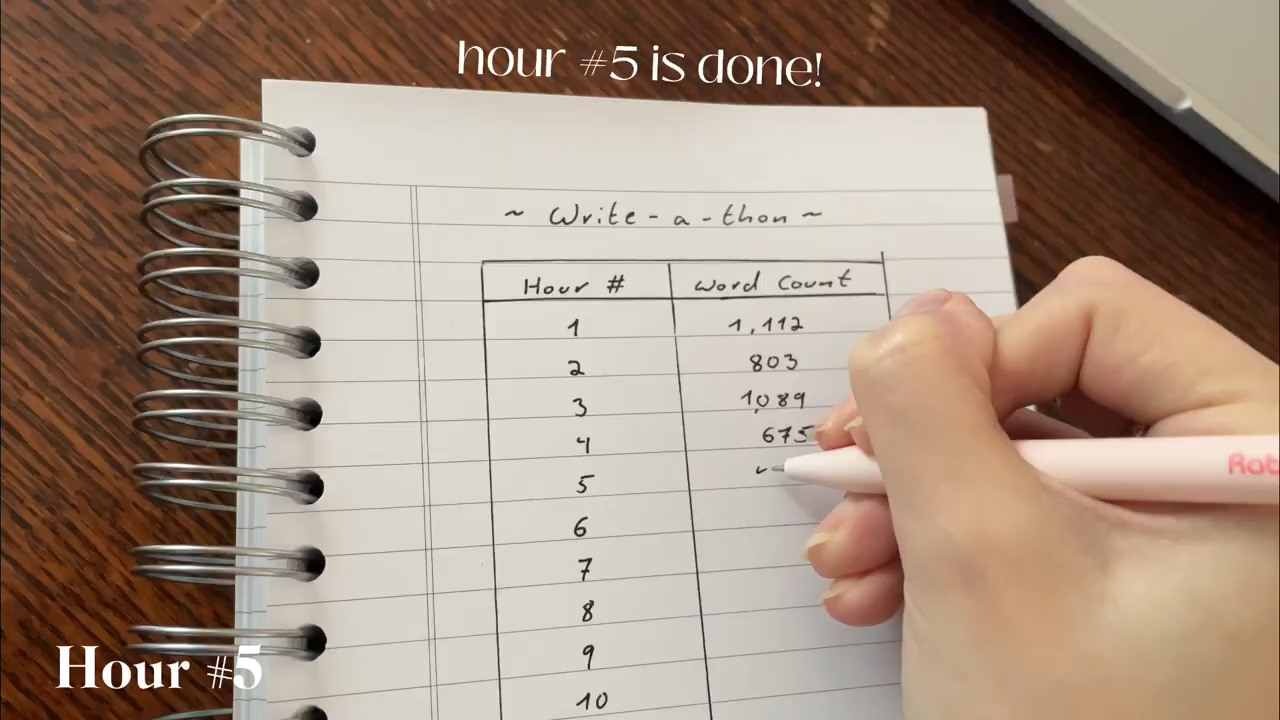 hour #5 is done!
~ Write-a-thon ~
Hour # Word Count
1 1,112
2 803
3 1,089
4 675
5
6
7
8
9
10
Hour #5